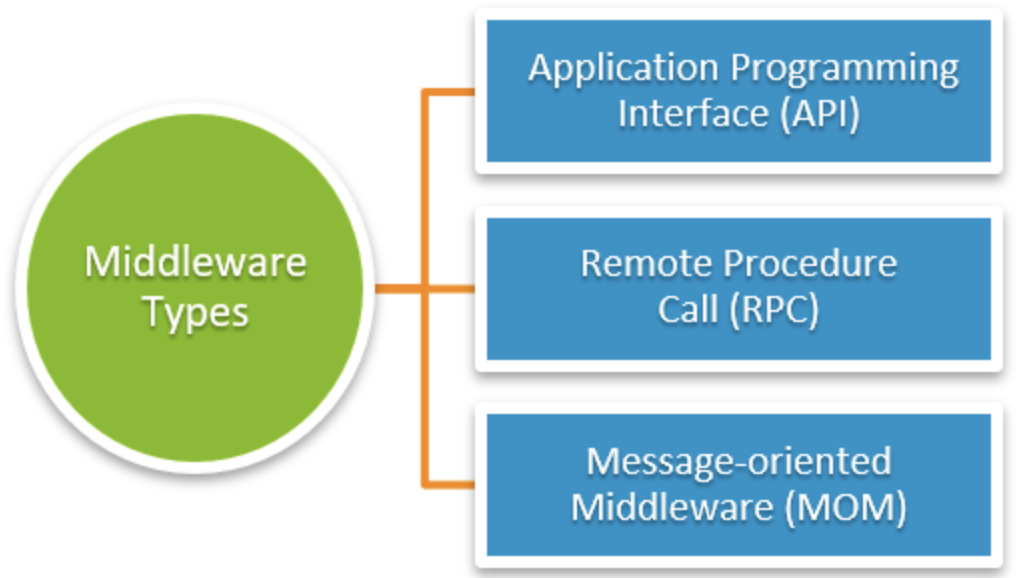 Middleware
Types
Application Programming
Interface (API)
Remote Procedure
Call (RPC)
Message-oriented
Middleware (MOM)